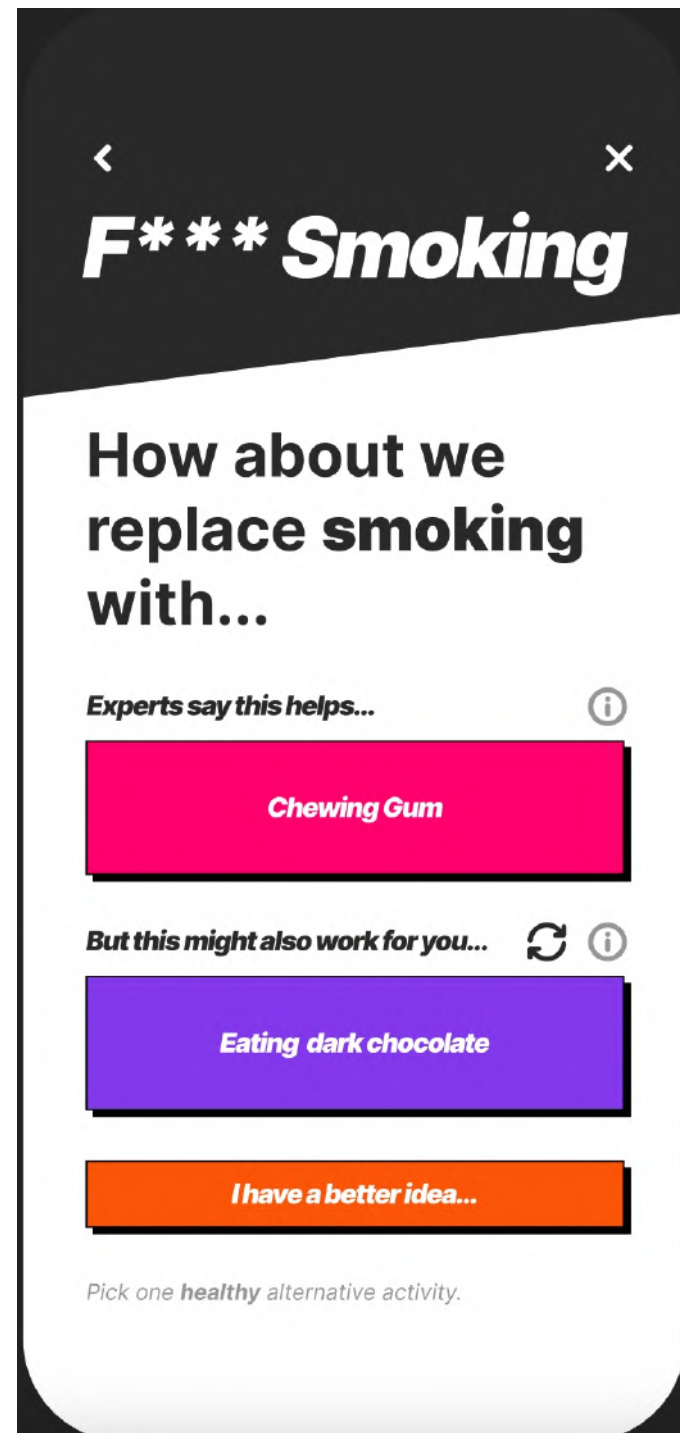 F*** Smoking
How about we
replace smoking
with...
Experts say this helps...
Chewing Gum
But this might also work for you...
Eating dark chocolate
I have a better idea...
Pick one healthy alternative activity.